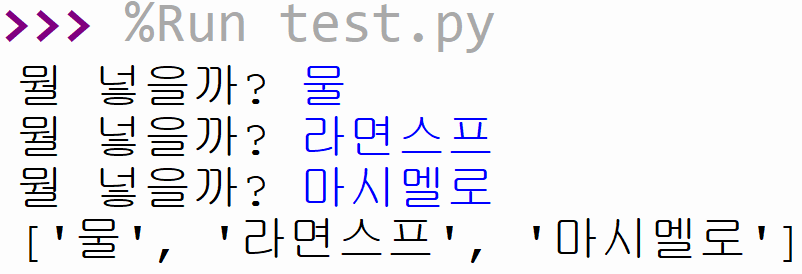 >>> %Run test.py
뭘 넣을까? 물
뭘 넣을까? 라면스프
뭘 넣을까? 마시멜로
['물', '라면스프', '마시멜로']